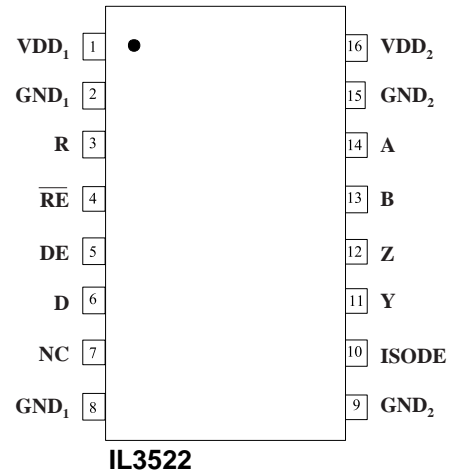 VDD₁ 1 16 VDD₂
GND₁ 2 15 GND₂
R 3 14 A
R̅E̅ 4 13 B
DE 5 12 Z
D 6 11 Y
NC 7 10 ISODE
GND₁ 8 9 GND₂
IL3522